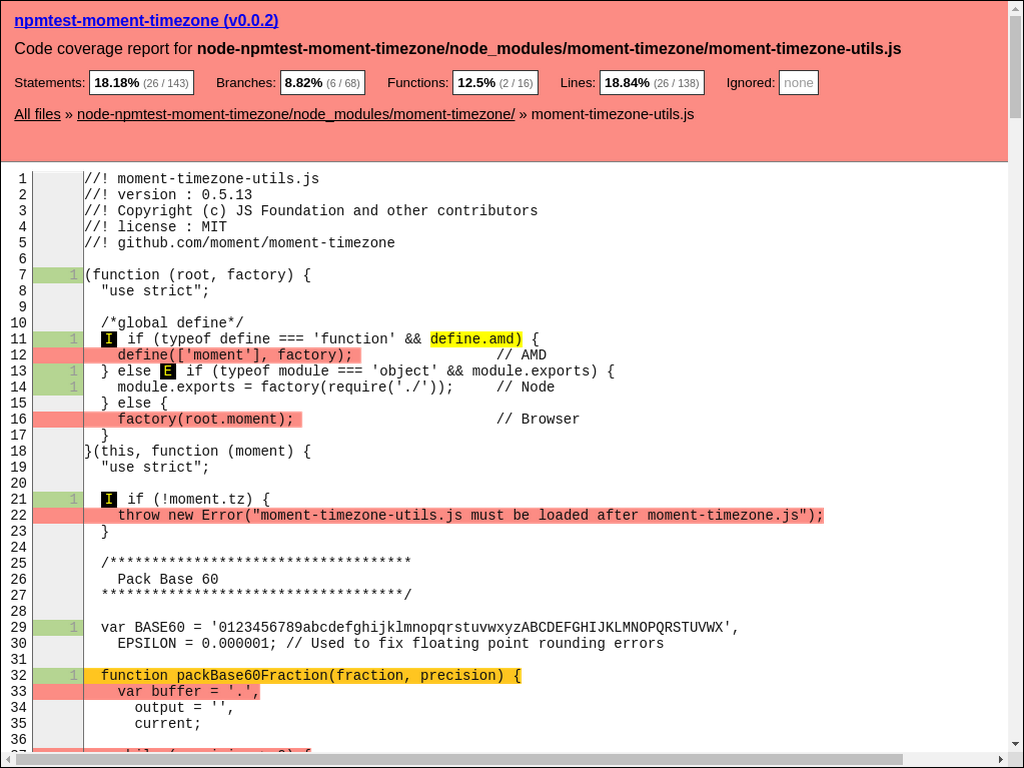 npmtest-moment-timezone (v0.0.2)
Code coverage report for node-npmtest-moment-timezone/node_modules/moment-timezone/moment-timezone-utils.js
Statements: 18.18% (26 / 143) Branches: 8.82% (6 / 68) Functions: 12.5% (2 / 16) Lines: 18.84% (26 / 138) Ignored: none
All files » node-npmtest-moment-timezone/node_modules/moment-timezone/ » moment-timezone-utils.js
1 //! moment-timezone-utils.js
2 //! version : 0.5.13
3 //! Copyright (c) JS Foundation and other contributors
4 //! license : MIT
5 //! github.com/moment/moment-timezone
6
7 1 (function (root, factory) {
8 "use strict";
9
10 /*global define*/
11 1 I if (typeof define === 'function' && define.amd) {
12 define(['moment'], factory); // AMD
13 1 } else E if (typeof module === 'object' && module.exports) {
14 1 module.exports = factory(require('./')); // Node
15 } else {
16 factory(root.moment); // Browser
17 }
18 }(this, function (moment) {
19 "use strict";
20
21 1 I if (!moment.tz) {
22 throw new Error("moment-timezone-utils.js must be loaded after moment-timezone.js");
23 }
24
25 /************************************
26 Pack Base 60
27 ************************************/
28
29 1 var BASE60 = '0123456789abcdefghijklmnopqrstuvwxyzABCDEFGHIJKLMNOPQRSTUVWX',
30 EPSILON = 0.000001; // Used to fix floating point rounding errors
31
32 1 function packBase60Fraction(fraction, precision) {
33 var buffer = '.',
34 output = '',
35 current;
36